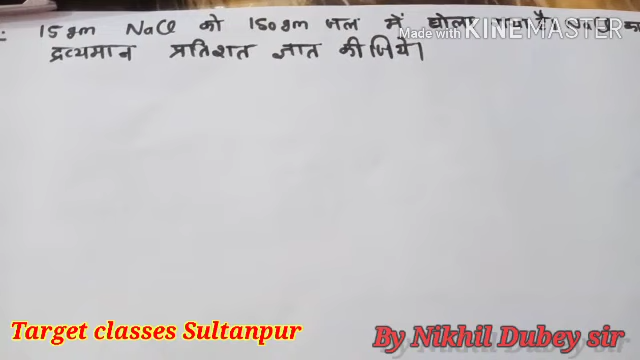 15 gm NaCl को 150 gm जल में घोला गया है
Made with KINEMASTER
द्रव्यमान प्रतिशत ज्ञात कीजिये।
Target classes Sultanpur
By Nikhil Dubey sir